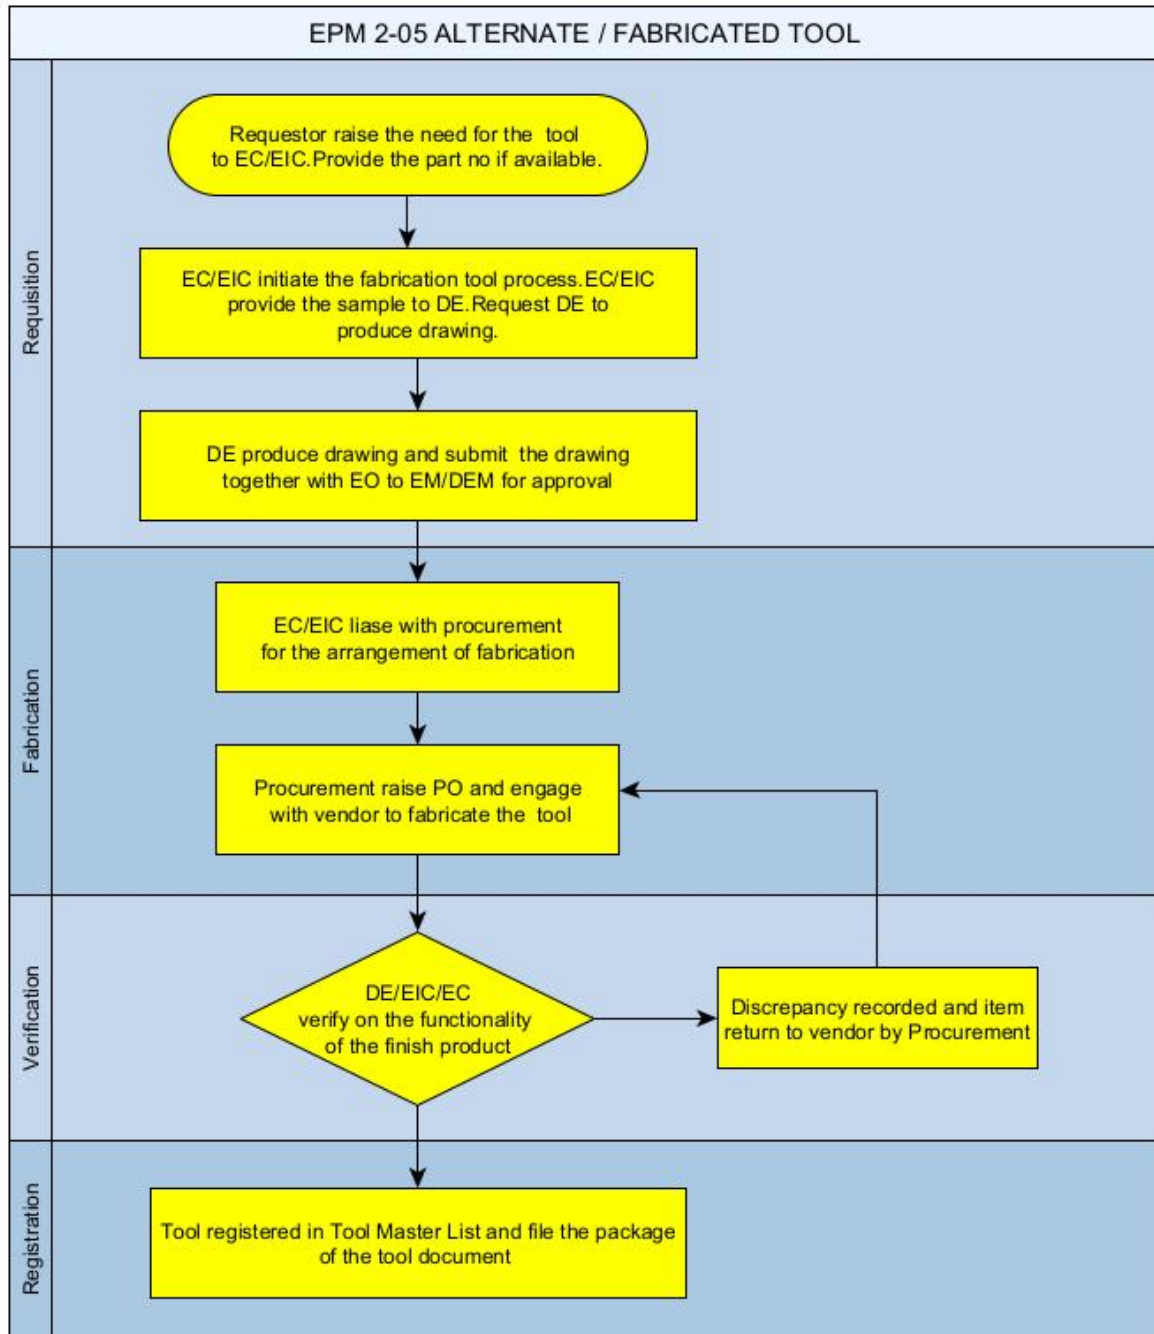 EPM 2-05 ALTERNATE / FABRICATED TOOL
Requisition
Requestor raise the need for the tool
to EC/EIC.Provide the part no if available.
EC/EIC initiate the fabrication tool process.EC/EIC
provide the sample to DE.Request DE to
produce drawing.
DE produce drawing and submit the drawing
together with EO to EM/DEM for approval
Fabrication
EC/EIC liase with procurement
for the arrangement of fabrication
Procurement raise PO and engage
with vendor to fabricate the tool
Verification
DE/EIC/EC
verify on the functionality
of the finish product
Discrepancy recorded and item
return to vendor by Procurement
Registration
Tool registered in Tool Master List and file the package
of the tool document